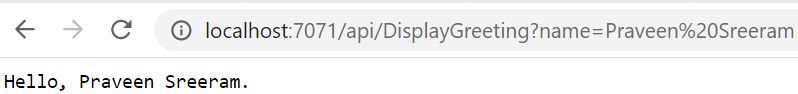 localhost:7071/api/DisplayGreeting?name=Praveen%20Sreeram
Hello, Praveen Sreeram.